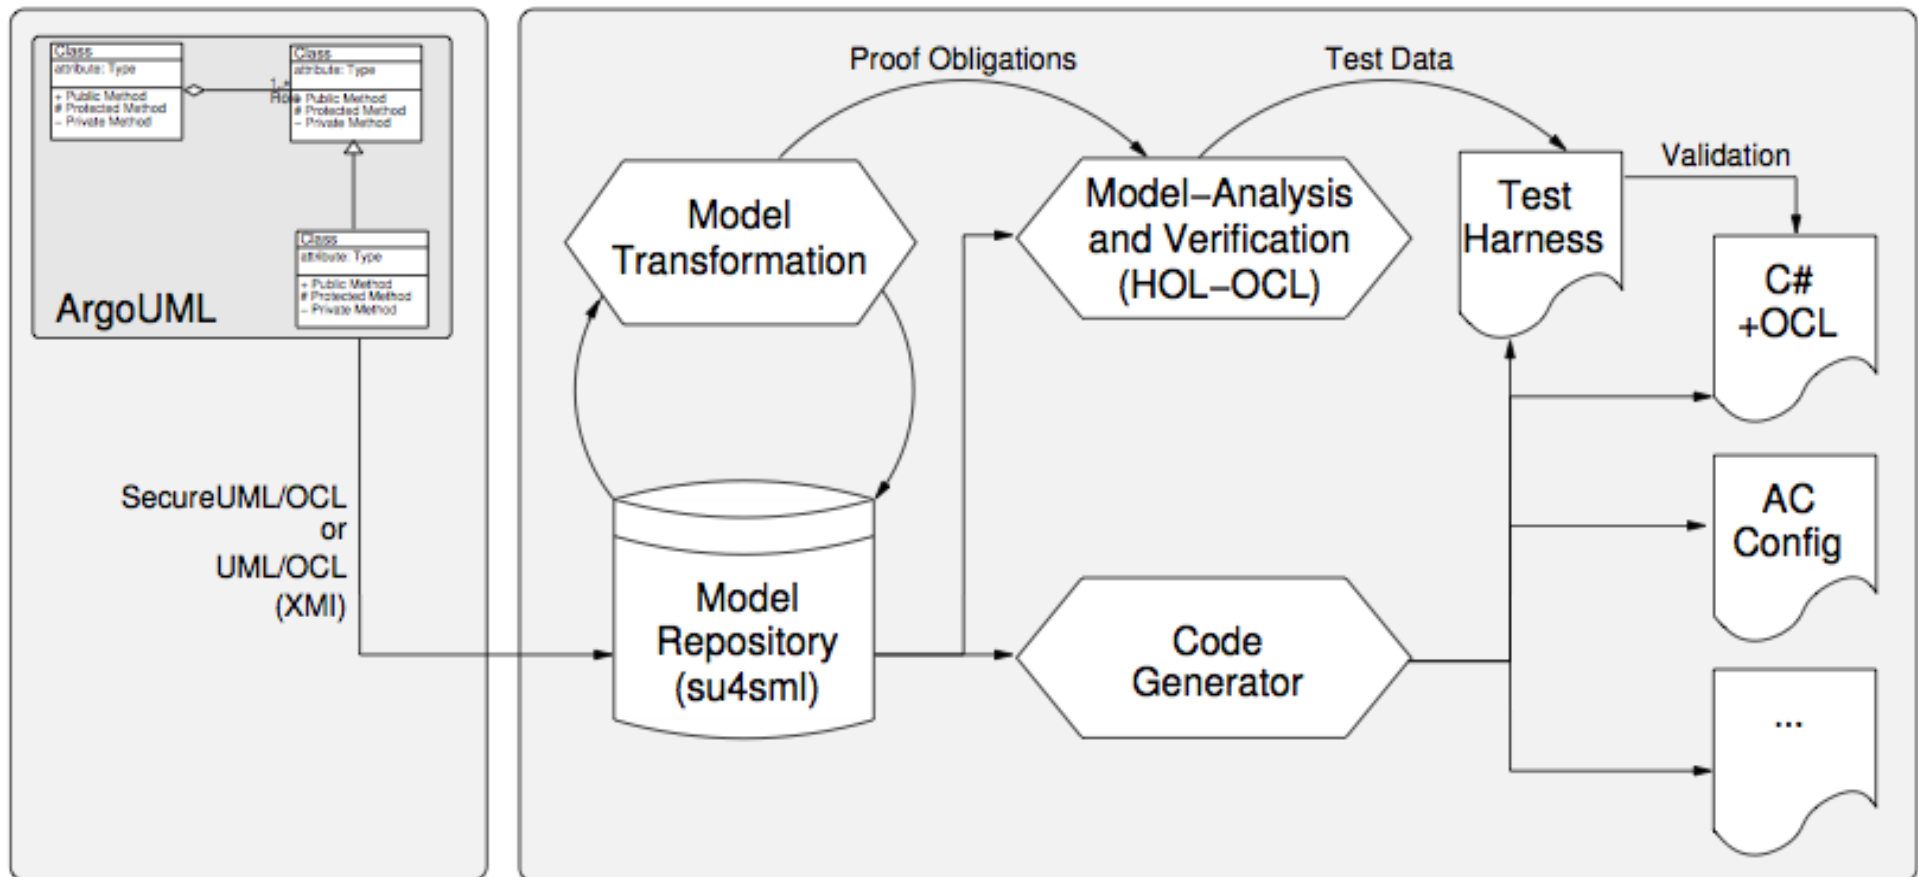 Class
attribute: Type
+ Public Method
# Protected Method
– Private Method
1..*
Role
Class
attribute: Type
+ Public Method
# Protected Method
– Private Method
Class
attribute: Type
+ Public Method
# Protected Method
– Private Method
ArgoUML
SecureUML/OCL
or
UML/OCL
(XMI)
Proof Obligations
Test Data
Model
Transformation
Model–Analysis
and Verification
(HOL–OCL)
Test
Harness
Validation
C#
+OCL
AC
Config
Model
Repository
(su4sml)
Code
Generator
...